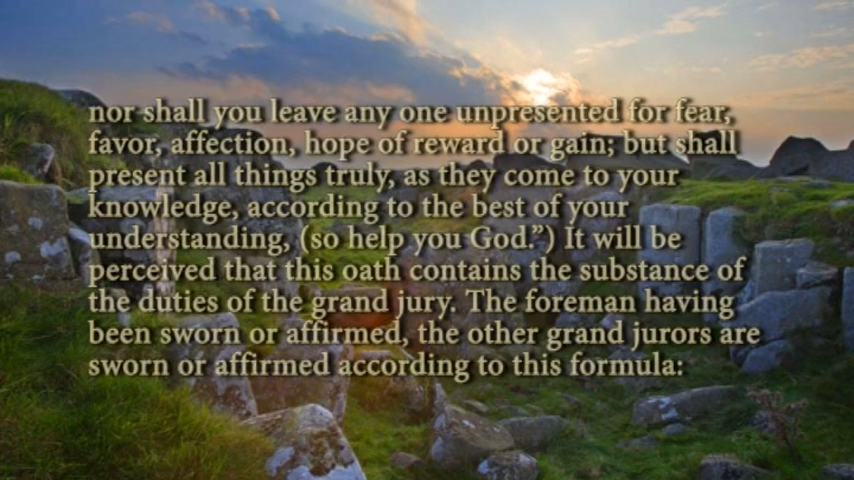 nor shall you leave any one unpresented for fear,
favor, affection, hope of reward or gain; but shall
present all things truly, as they come to your
knowledge, according to the best of your
understanding, (so help you God.”) It will be
perceived that this oath contains the substance of
the duties of the grand jury. The foreman having
been sworn or affirmed, the other grand jurors are
sworn or affirmed according to this formula: